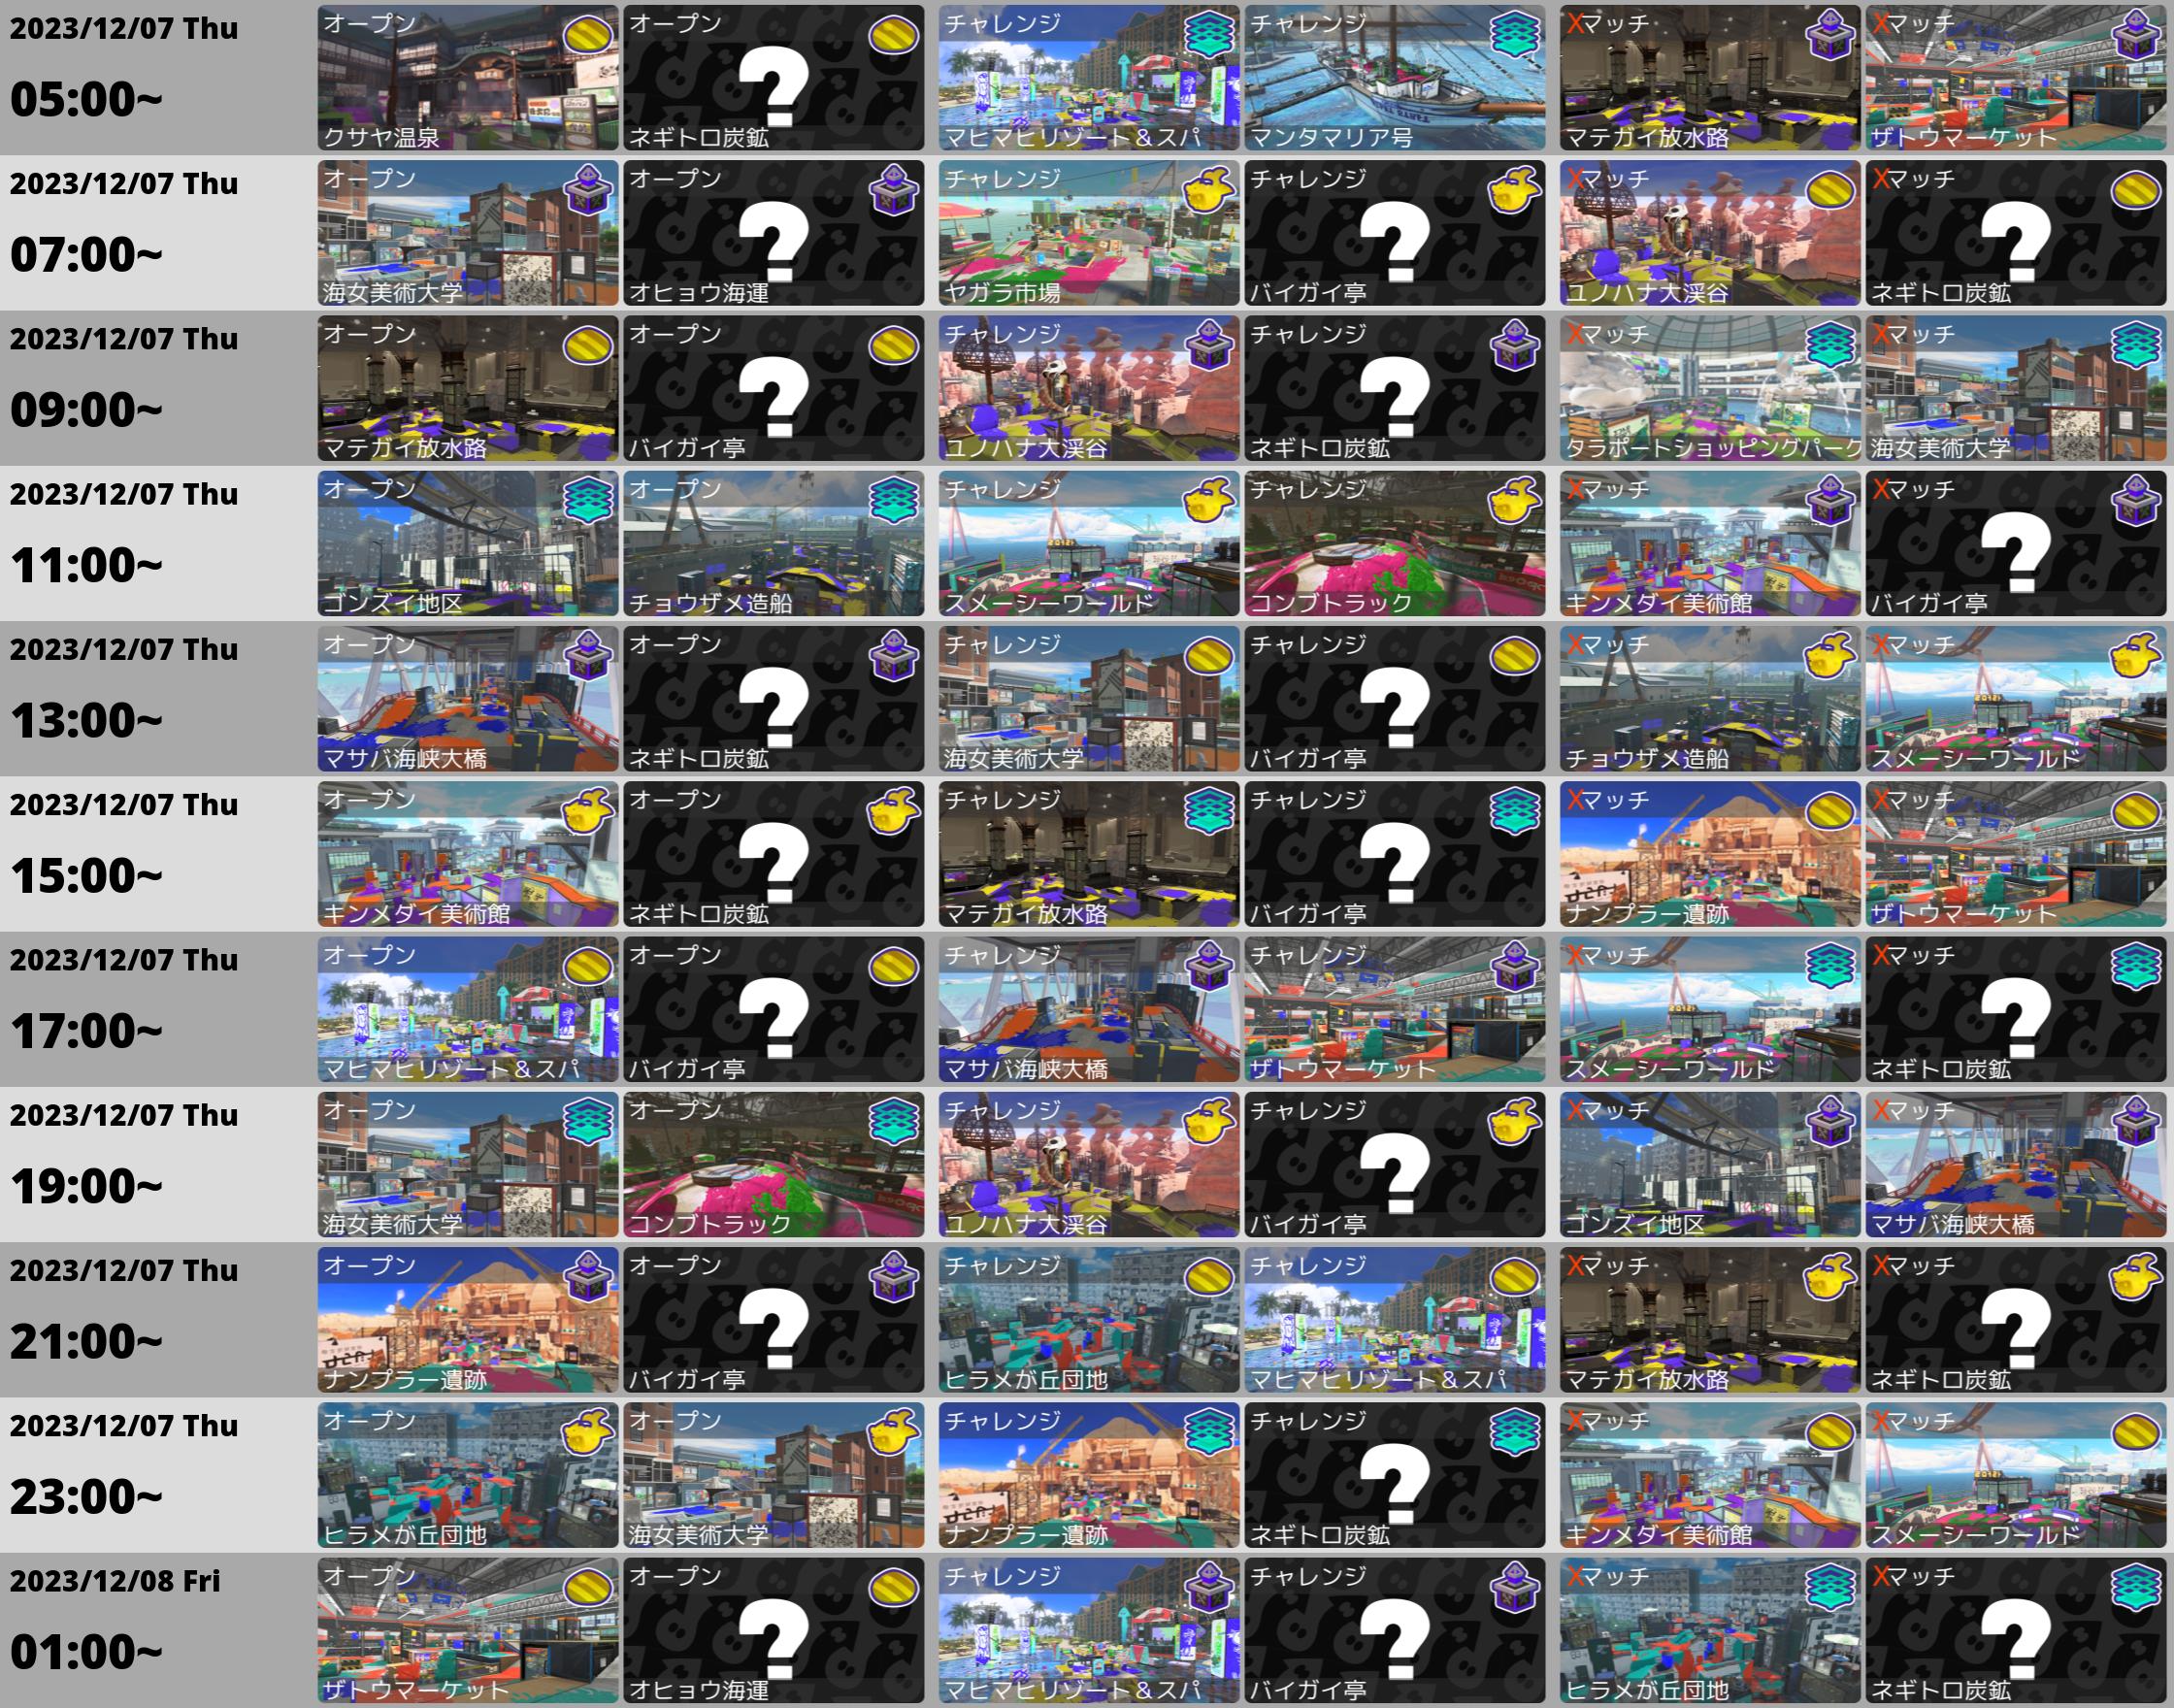 2023/12/07 Thu
05:00~
オープン
クサヤ温泉
オープン
ネギトロ炭鉱
チャレンジ
マヒマヒリゾート＆スパ
チャレンジ
マンタマリア号
Xマッチ
マテガイ放水路
Xマッチ
ザトウマーケット
2023/12/07 Thu
07:00~
オープン
海女美術大学
オープン
オヒョウ海運
チャレンジ
ヤガラ市場
チャレンジ
バイガイ亭
Xマッチ
ユノハナ大渓谷
Xマッチ
ネギトロ炭鉱
2023/12/07 Thu
09:00~
オープン
マテガイ放水路
オープン
バイガイ亭
チャレンジ
ユノハナ大渓谷
チャレンジ
ネギトロ炭鉱
Xマッチ
タラポートショッピングパーク
Xマッチ
海女美術大学
2023/12/07 Thu
11:00~
オープン
ゴンズイ地区
オープン
チョウザメ造船
チャレンジ
スメーシーワールド
チャレンジ
コンブトラック
Xマッチ
キンメダイ美術館
Xマッチ
バイガイ亭
2023/12/07 Thu
13:00~
オープン
マサバ海峡大橋
オープン
ネギトロ炭鉱
チャレンジ
海女美術大学
チャレンジ
バイガイ亭
Xマッチ
チョウザメ造船
Xマッチ
スメーシーワールド
2023/12/07 Thu
15:00~
オープン
キンメダイ美術館
オープン
ネギトロ炭鉱
チャレンジ
マテガイ放水路
チャレンジ
バイガイ亭
Xマッチ
ナンプラー遺跡
Xマッチ
ザトウマーケット
2023/12/07 Thu
17:00~
オープン
マヒマヒリゾート＆スパ
オープン
バイガイ亭
チャレンジ
マサバ海峡大橋
チャレンジ
ザトウマーケット
Xマッチ
スメーシーワールド
Xマッチ
ネギトロ炭鉱
2023/12/07 Thu
19:00~
オープン
海女美術大学
オープン
コンブトラック
チャレンジ
ユノハナ大渓谷
チャレンジ
バイガイ亭
Xマッチ
ゴンズイ地区
Xマッチ
マサバ海峡大橋
2023/12/07 Thu
21:00~
オープン
ナンプラー遺跡
オープン
バイガイ亭
チャレンジ
ヒラメが丘団地
チャレンジ
マヒマヒリゾート＆スパ
Xマッチ
マテガイ放水路
Xマッチ
ネギトロ炭鉱
2023/12/07 Thu
23:00~
オープン
ヒラメが丘団地
オープン
海女美術大学
チャレンジ
ナンプラー遺跡
チャレンジ
ネギトロ炭鉱
Xマッチ
キンメダイ美術館
Xマッチ
スメーシーワールド
2023/12/08 Fri
01:00~
オープン
ザトウマーケット
オープン
オヒョウ海運
チャレンジ
マヒマヒリゾート＆スパ
チャレンジ
バイガイ亭
Xマッチ
ヒラメが丘団地
Xマッチ
ネギトロ炭鉱